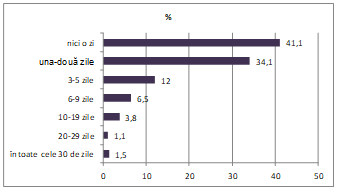 %
nici o zi 41,1
una-două zile 34,1
3-5 zile 12
6-9 zile 6,5
10-19 zile 3,8
20-29 zile 1,1
în toate cele 30 de zile 1,5
0 10 20 30 40 50